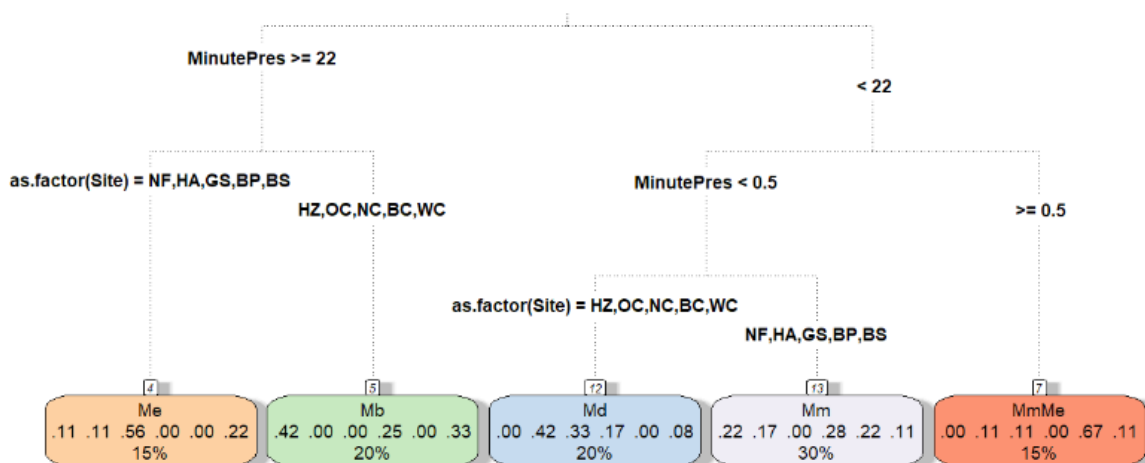 MinutePres >= 22
< 22
as.factor(Site) = NF,HA,GS,BP,BS
HZ,OC,NC,BC,WC
MinutePres < 0.5
>= 0.5
as.factor(Site) = HZ,OC,NC,BC,WC
NF,HA,GS,BP,BS
4
Me
.11 .11 .56 .00 .00 .22
15%
5
Mb
.42 .00 .00 .25 .00 .33
20%
12
Md
.00 .42 .33 .17 .00 .08
20%
13
Mm
.22 .17 .00 .28 .22 .11
30%
7
MmMe
.00 .11 .11 .00 .67 .11
15%